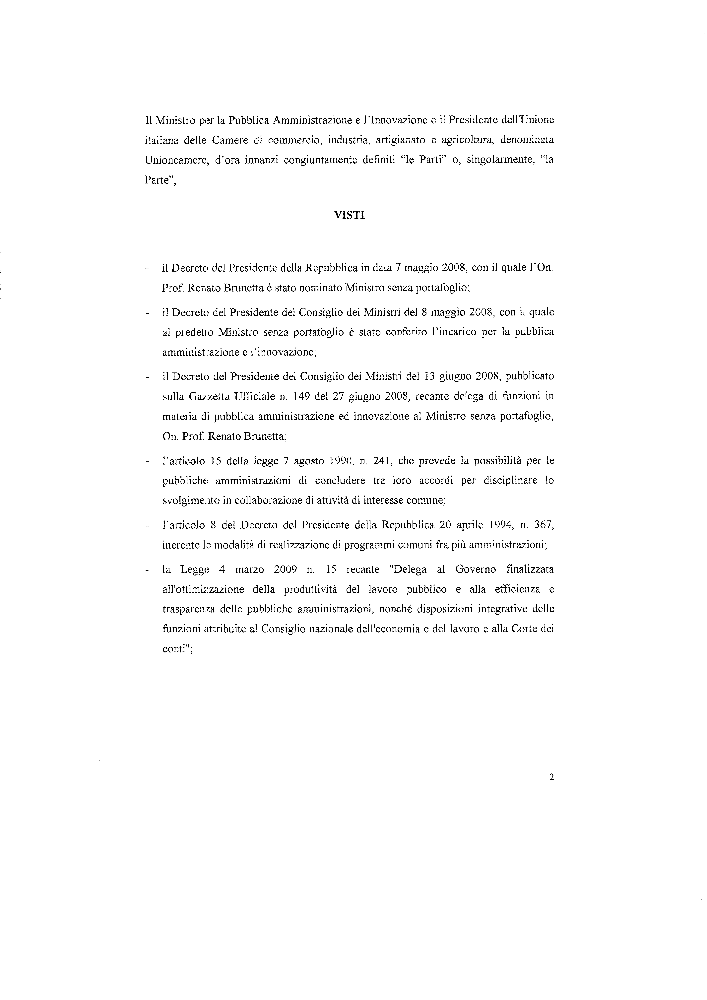 Il Ministro per la Pubblica Amministrazione e l’Innovazione e il Presidente dell'Unione
italiana delle Camere di commercio, industria, artigianato e agricoltura, denominata
Unioncamere, d’ora innanzi congiuntamente definiti “le Parti” o, singolarmente, “la
Parte”,
VISTI
- il Decreto del Presidente della Repubblica in data 7 maggio 2008, con il quale l’On.
Prof. Renato Brunetta è stato nominato Ministro senza portafoglio;
- il Decreto del Presidente del Consiglio dei Ministri del 8 maggio 2008, con il quale
al predetto Ministro senza portafoglio è stato conferito l’incarico per la pubblica
amministrazione e l’innovazione;
- il Decreto del Presidente del Consiglio dei Ministri del 13 giugno 2008, pubblicato
sulla Gazzetta Ufficiale n. 149 del 27 giugno 2008, recante delega di funzioni in
materia di pubblica amministrazione ed innovazione al Ministro senza portafoglio,
On. Prof. Renato Brunetta;
- l’articolo 15 della legge 7 agosto 1990, n. 241, che prevede la possibilità per le
pubbliche amministrazioni di concludere tra loro accordi per disciplinare lo
svolgimento in collaborazione di attività di interesse comune;
- l’articolo 8 del Decreto del Presidente della Repubblica 20 aprile 1994, n. 367,
inerente le modalità di realizzazione di programmi comuni fra più amministrazioni;
- la Legge 4 marzo 2009 n. 15 recante "Delega al Governo finalizzata
all'ottimizzazione della produttività del lavoro pubblico e alla efficienza e
trasparenza delle pubbliche amministrazioni, nonché disposizioni integrative delle
funzioni attribuite al Consiglio nazionale dell'economia e del lavoro e alla Corte dei
conti";
2